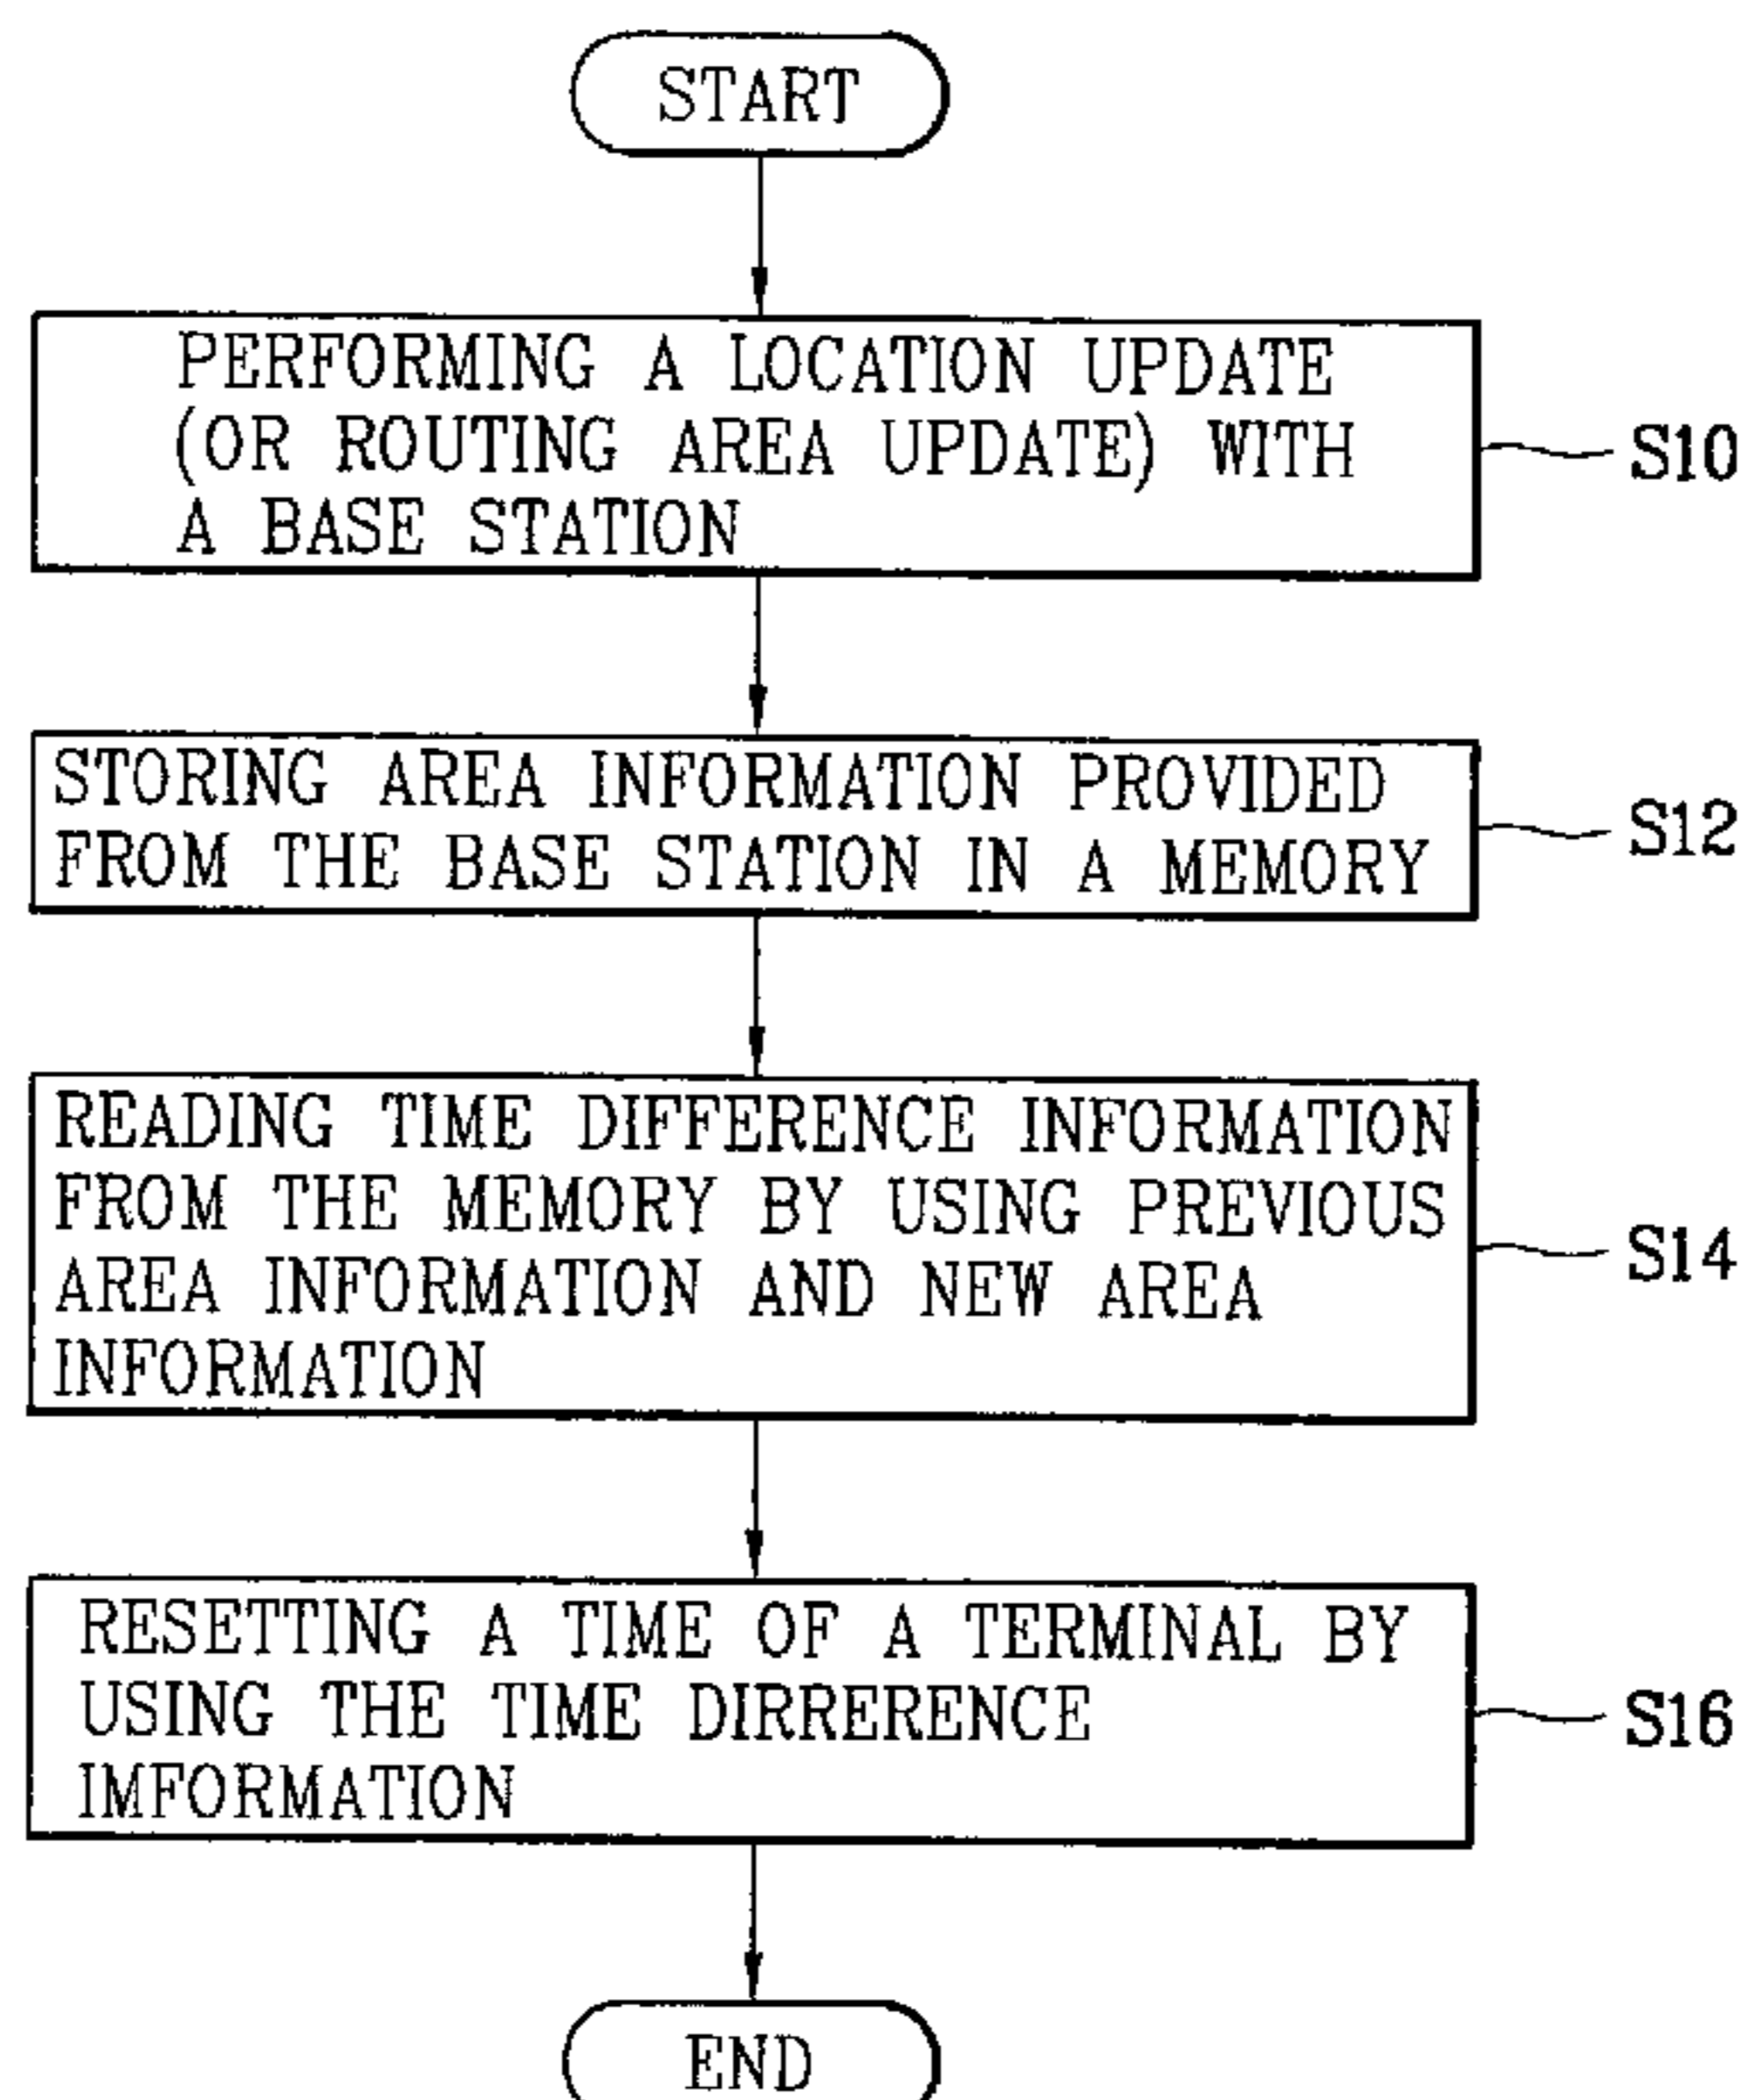 START
PERFORMING A LOCATION UPDATE
(OR ROUTING AREA UPDATE) WITH
A BASE STATION
S10
STORING AREA INFORMATION PROVIDED
FROM THE BASE STATION IN A MEMORY
S12
READING TIME DIFFERENCE INFORMATION
FROM THE MEMORY BY USING PREVIOUS
AREA INFORMATION AND NEW AREA
INFORMATION
S14
RESETTING A TIME OF A TERMINAL BY
USING THE TIME DIRRERENCE
IMFORMATION
S16
END